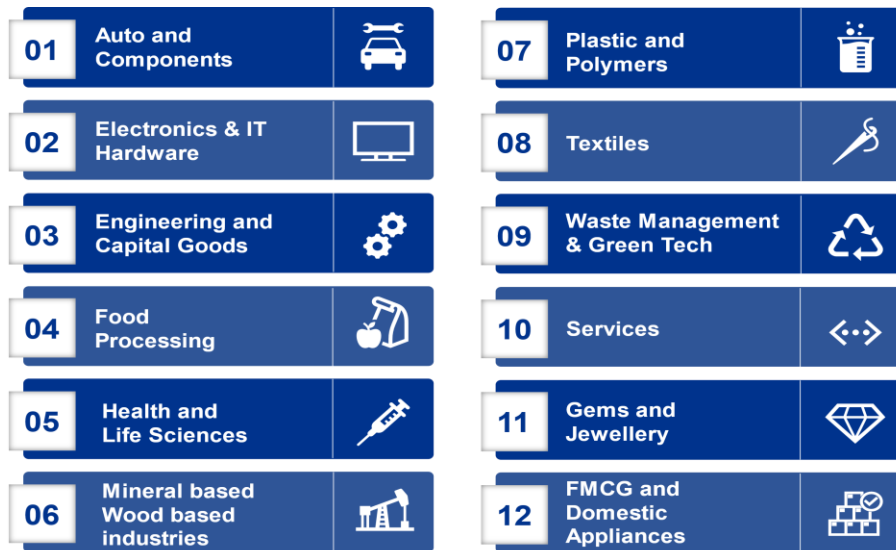 01
Auto and
Components
02
Electronics & IT
Hardware
03
Engineering and
Capital Goods
04
Food
Processing
05
Health and
Life Sciences
06
Mineral based
Wood based
industries
07
Plastic and
Polymers
08
Textiles
09
Waste Management
& Green Tech
10
Services
11
Gems and
Jewellery
12
FMCG and
Domestic
Appliances